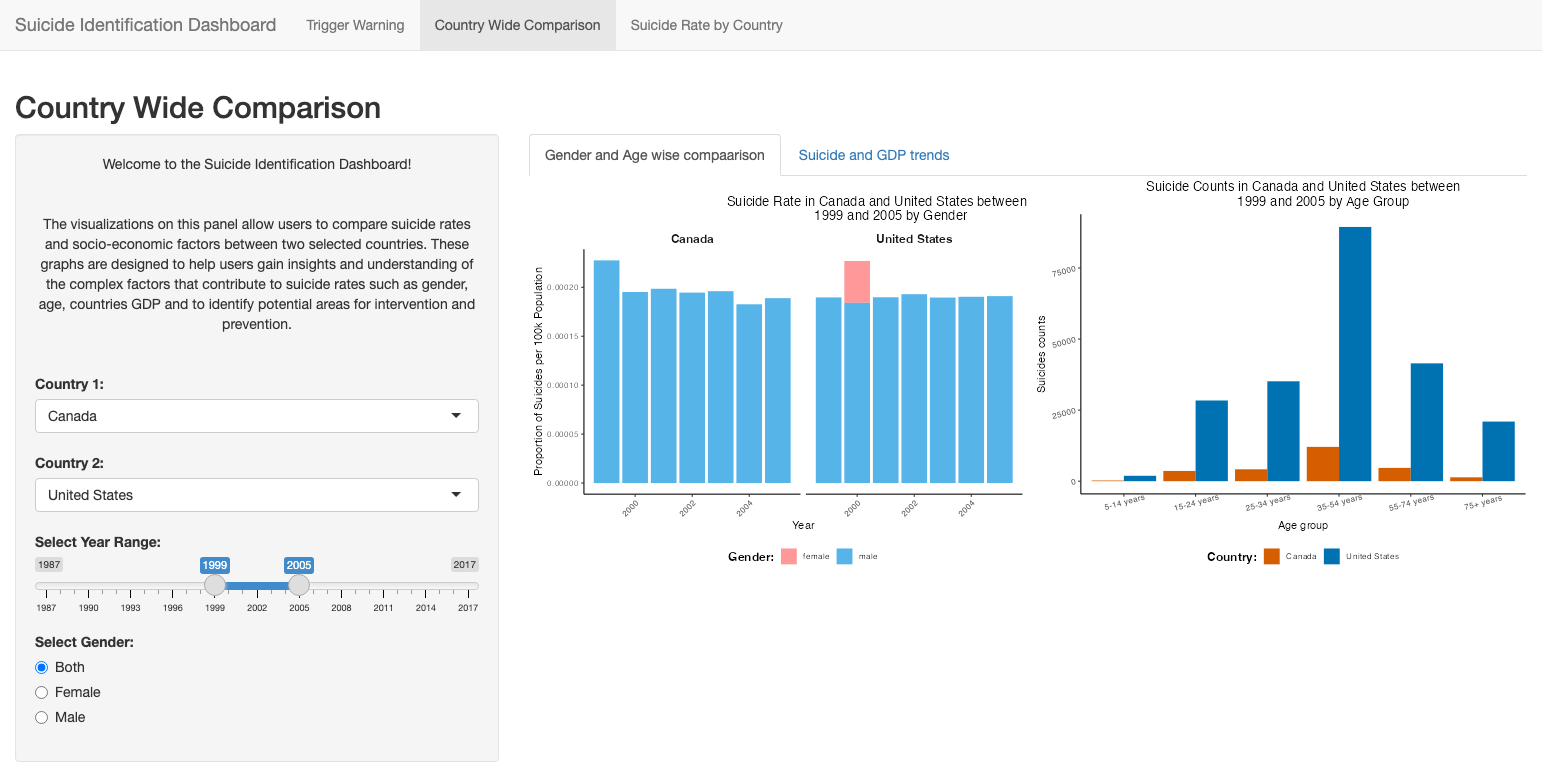 Suicide Identification Dashboard
Trigger Warning
Country Wide Comparison
Suicide Rate by Country
Country Wide Comparison
Welcome to the Suicide Identification Dashboard!
The visualizations on this panel allow users to compare suicide rates
and socio-economic factors between two selected countries. These
graphs are designed to help users gain insights and understanding of
the complex factors that contribute to suicide rates such as gender,
age, countries GDP and to identify potential areas for intervention and
prevention.
Country 1:
Canada
Country 2:
United States
Select Year Range:
1987
1999
2005
2017
1987 1990 1993 1996 1999 2002 2005 2008 2011 2014 2017
Select Gender:
Both
Female
Male
Gender and Age wise compaarison
Suicide and GDP trends
Suicide Rate in Canada and United States between
1999 and 2005 by Gender
Canada
United States
Proportion of Suicides per 100k Population
0.00020
0.00015
0.00010
0.00005
0.00000
2000 2002 2004
2000 2002 2004
Year
Gender: female male
Suicide Counts in Canada and United States between
1999 and 2005 by Age Group
Suicides counts
75000
50000
25000
0
5-14 years 15-24 years 25-34 years 35-54 years 55-74 years 75+ years
Age group
Country: Canada United States